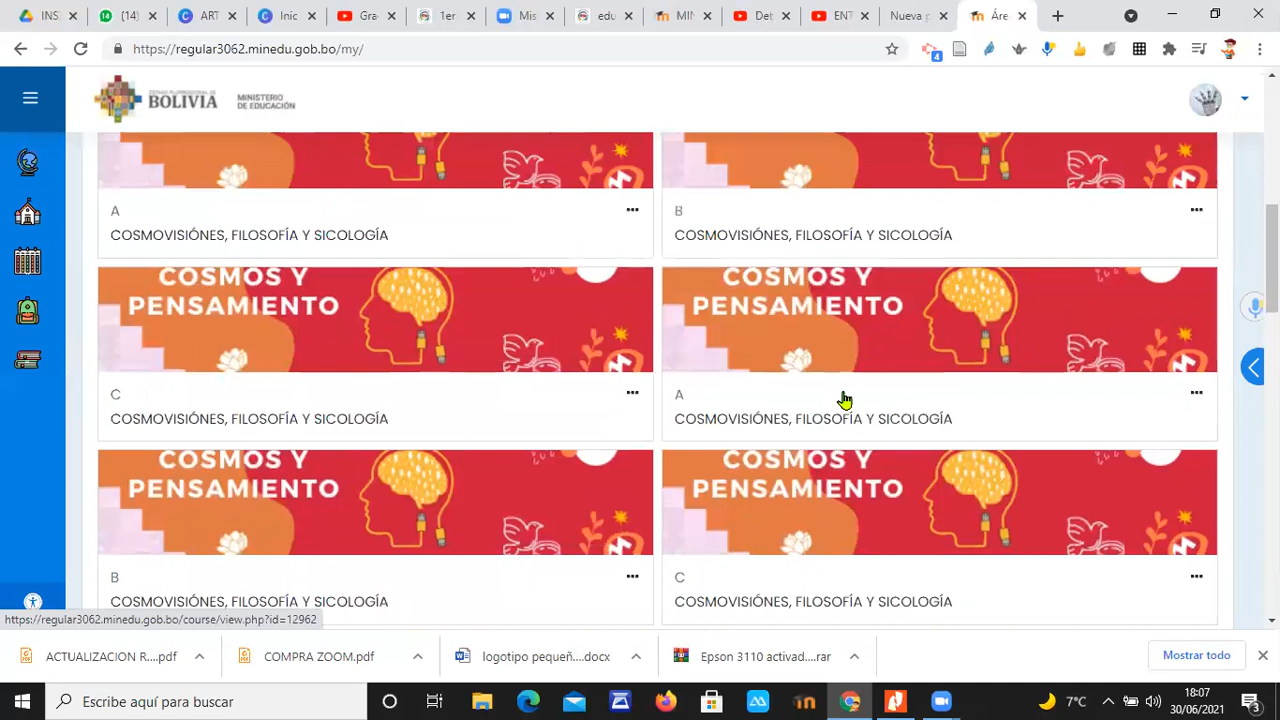 INS
(14)
ART
Inic
Gra
1er
Mi
edu
MIN
Det
ENT
Nueva p
Áre
https://regular3062.minedu.gob.bo/my/
4
ESTADO PLURINACIONAL DE
BOLIVIA
MINISTERIO
DE EDUCACIÓN
A
COSMOVISIÓNES, FILOSOFÍA Y SICOLOGÍA
B
COSMOVISIÓNES, FILOSOFÍA Y SICOLOGÍA
COSMOS Y
PENSAMIENTO
COSMOS Y
PENSAMIENTO
C
COSMOVISIÓNES, FILOSOFÍA Y SICOLOGÍA
A
COSMOVISIÓNES, FILOSOFÍA Y SICOLOGÍA
COSMOS Y
PENSAMIENTO
COSMOS Y
PENSAMIENTO
B
COSMOVISIÓNES, FILOSOFÍA Y SICOLOGÍA
C
COSMOVISIÓNES, FILOSOFÍA Y SICOLOGÍA
https://regular3062.minedu.gob.bo/course/view.php?id=12962
ACTUALIZACION R....pdf
COMPRA ZOOM.pdf
logotipo pequeñ....docx
Epson 3110 activad....rar
Mostrar todo
Escribe aquí para buscar
7°C
18:07
30/06/2021
3